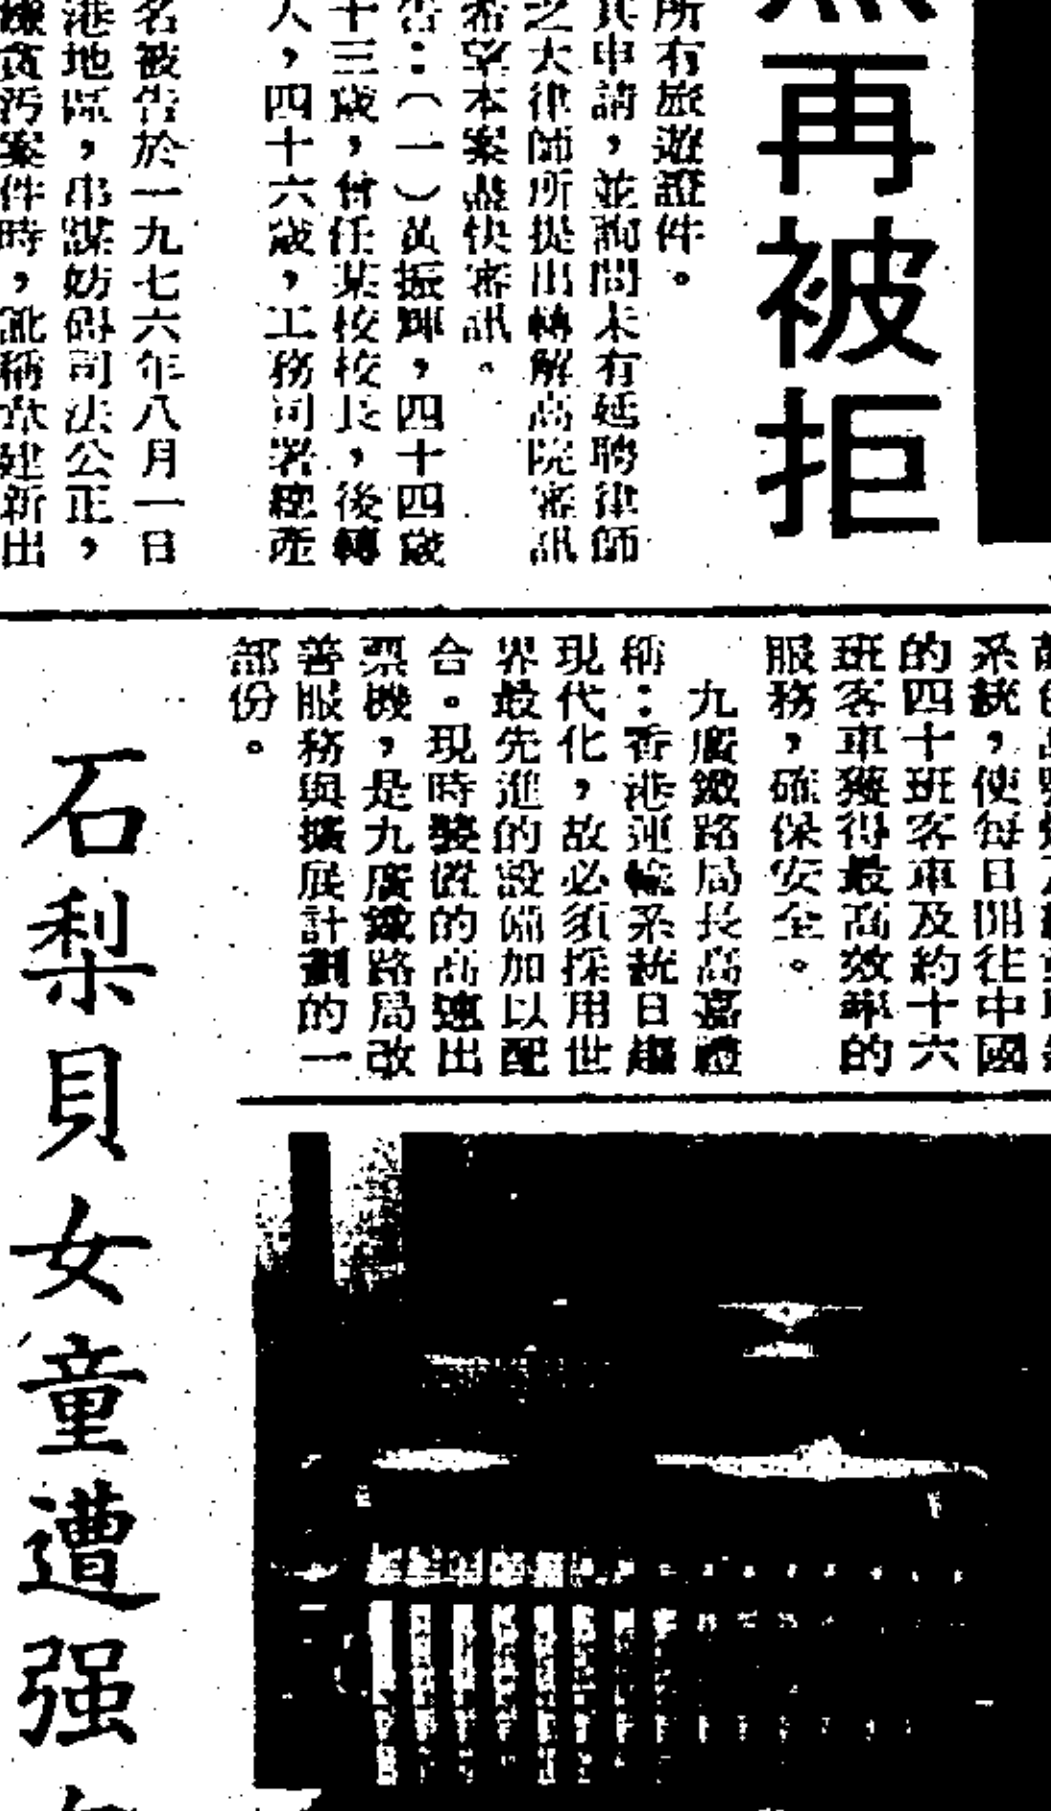 再被拒
所有旅遊證件。
其申請，並詢問未有延聘律師
之大律師所提出轉解高院審訊
希望本案盡快審訊。
告：（一）黃振輝，四十四歲
十三歲，曾任某校校長，後轉
人，四十六歲，工務司署總產
名被告於一九七六年八月一日
港地區，串謀妨碍司法公正，
嫌貪污案件時，訛稱韋建新出
系統，使每日開往中國
的四十班客車及約十六
班客車獲得最高效率的
服務，確保安全。
九廣鐵路局長高嘉禮
稱：香港運輸系統日趨
現代化，故必須採用世
界最先進的設備加以配
合。現時裝置的高速出
票機，是九廣鐵路局改
善服務與擴展計劃的一
部份。
石梨貝女童遭强